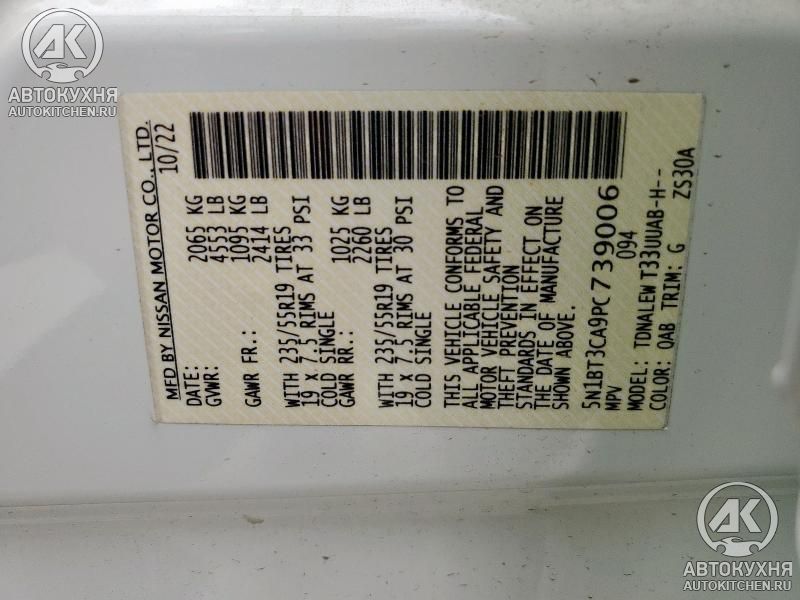 АВТОКУХНЯ
AUTOKITCHEN.RU
MFD BY NISSAN MOTOR CO., LTD.
DATE: 10/22
GVWR: 2065 KG
4553 LB
GAWR FR.: 1095 KG
2414 LB
WITH 235/55R19 TIRES
19 x 7.5 RIMS AT 33 PSI
COLD SINGLE
GAWR RR.: 1025 KG
2260 LB
WITH 235/55R19 TIRES
19 x 7.5 RIMS AT 30 PSI
COLD SINGLE
THIS VEHICLE CONFORMS TO
ALL APPLICABLE FEDERAL
MOTOR VEHICLE SAFETY AND
THEFT PREVENTION
STANDARDS IN EFFECT ON
THE DATE OF MANUFACTURE
SHOWN ABOVE.
5N1BT3CA9PC739006
MPV 094
MODEL: TDNALEW T33UUAB-H--
COLOR: QAB TRIM: G ZS30A
АВТОКУХНЯ
AUTOKITCHEN.RU